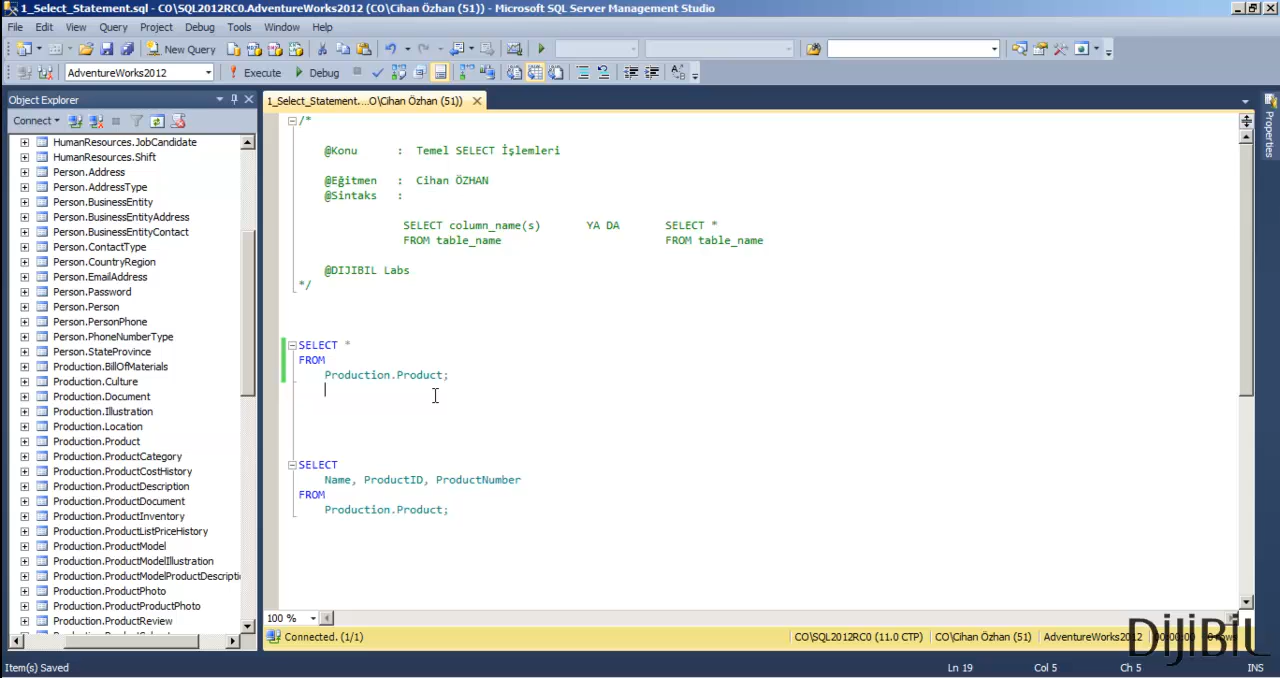 1_Select_Statement.sql - CO\SQL2012RC0.AdventureWorks2012 (CO\Cihan Özhan (51)) - Microsoft SQL Server Management Studio
File Edit View Query Project Debug Tools Window Help
New Query
AdventureWorks2012 Execute Debug
Object Explorer
1_Select_Statement....O\Cihan Özhan (51))
Connect
HumanResources.JobCandidate
HumanResources.Shift
Person.Address
Person.AddressType
Person.BusinessEntity
Person.BusinessEntityAddress
Person.BusinessEntityContact
Person.ContactType
Person.CountryRegion
Person.EmailAddress
Person.Password
Person.Person
Person.PersonPhone
Person.PhoneNumberType
Person.StateProvince
Production.BillOfMaterials
Production.Culture
Production.Document
Production.Illustration
Production.Location
Production.Product
Production.ProductCategory
Production.ProductCostHistory
Production.ProductDescription
Production.ProductDocument
Production.ProductInventory
Production.ProductListPriceHistory
Production.ProductModel
Production.ProductModelIllustration
Production.ProductModelProductDescripti
Production.ProductPhoto
Production.ProductProductPhoto
Production.ProductReview
/*
@Konu : Temel SELECT İşlemleri
@Eğitmen : Cihan ÖZHAN
@Sintaks :
SELECT column_name(s) YA DA SELECT *
FROM table_name FROM table_name
@DIJIBIL Labs
*/
SELECT *
FROM
Production.Product;
SELECT
Name, ProductID, ProductNumber
FROM
Production.Product;
Properties
100 %
Connected. (1/1) CO\SQL2012RC0 (11.0 CTP) CO\Cihan Özhan (51) AdventureWorks2012 00:00:00 0 rows
DijiBiL
Item(s) Saved Ln 19 Col 5 Ch 5 INS